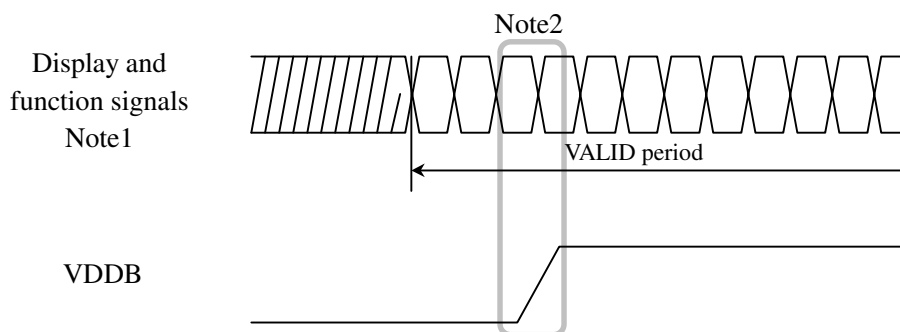 Note2
Display and
function signals
Note1
VALID period
VDDB